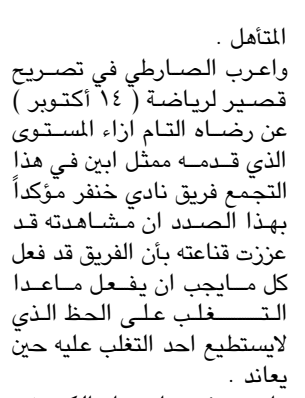 المتأهل .
واعرب الصارطي في تصريح
قصير لرياضة ( ١٤ أكتوبر )
عن رضاه التام ازاء المستوى
الذي قدمه ممثل ابين في هذا
التجمع فريق نادي خنفر مؤكداً
بهذا الصدد ان مشاهدته قد
عززت قناعته بأن الفريق قد فعل
كل مايجب ان يفعل ماعدا
التغلب على الحظ الذي
لايستطيع احد التغلب عليه حين
يعاند .